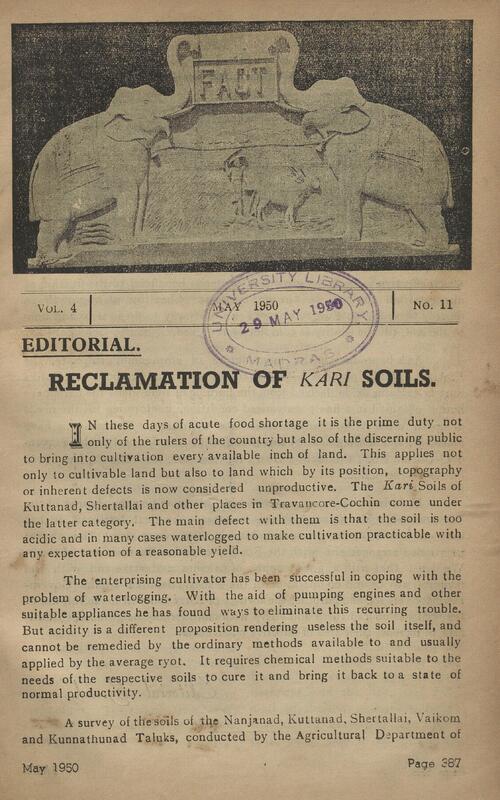 FACT
VOL. 4
MAY 1950
No. 11
UNIVERSITY LIBRARY
29 MAY 1950
MADRAS
EDITORIAL.
RECLAMATION OF KARI SOILS.
IN these days of acute food shortage it is the prime duty not
only of the rulers of the country but also of the discerning public
to bring into cultivation every available inch of land. This applies not
only to cultivable land but also to land which by its position, topography
or inherent defects is now considered unproductive. The Kari Soils of
Kuttanad, Shertallai and other places in Travancore-Cochin come under
the latter category. The main defect with them is that the soil is too
acidic and in many cases waterlogged to make cultivation practicable with
any expectation of a reasonable yield.
The enterprising cultivator has been successful in coping with the
problem of waterlogging. With the aid of pumping engines and other
suitable appliances he has found ways to eliminate this recurring trouble.
But acidity is a different proposition rendering useless the soil itself, and
cannot be remedied by the ordinary methods available to and usually
applied by the average ryot. It requires chemical methods suitable to the
needs of the respective soils to cure it and bring it back to a state of
normal productivity.
A survey of the soils of the Nanjanad, Kuttanad, Shertallai, Vaikom
and Kunnathunad Taluks, conducted by the Agricultural Department of
May 1950
Page 387